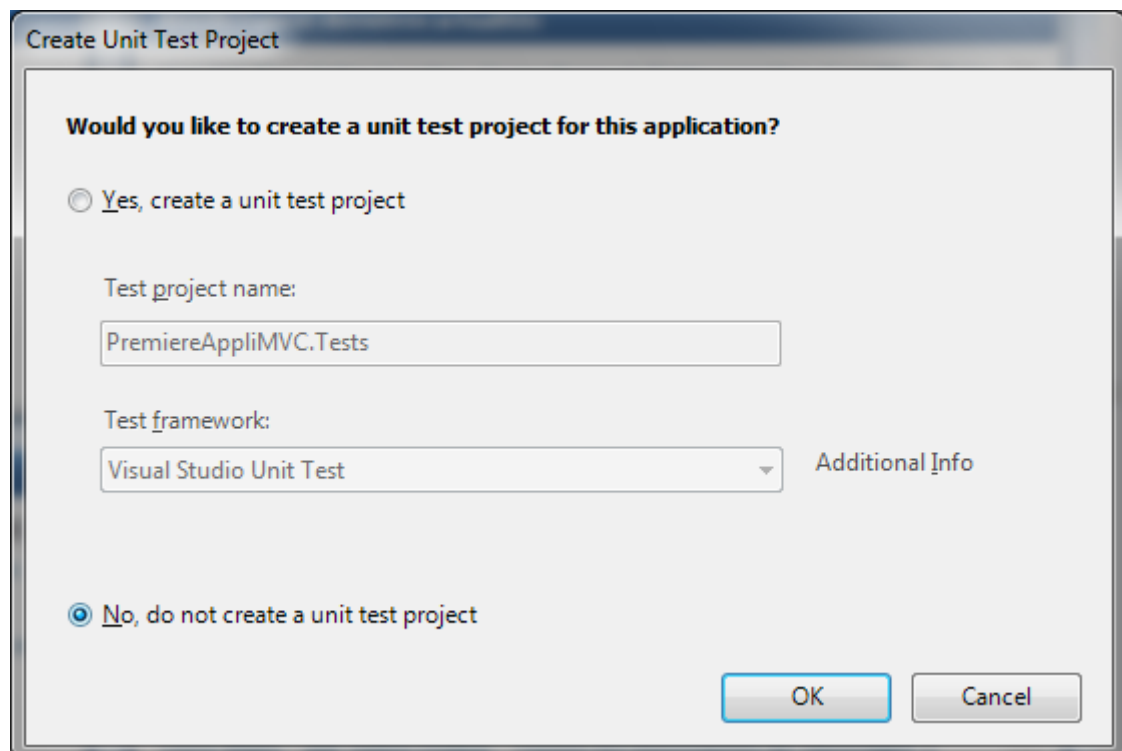 Create Unit Test Project
Would you like to create a unit test project for this application?
Yes, create a unit test project
Test project name:
PremiereAppliMVC.Tests
Test framework:
Visual Studio Unit Test
Additional Info
No, do not create a unit test project
OK
Cancel